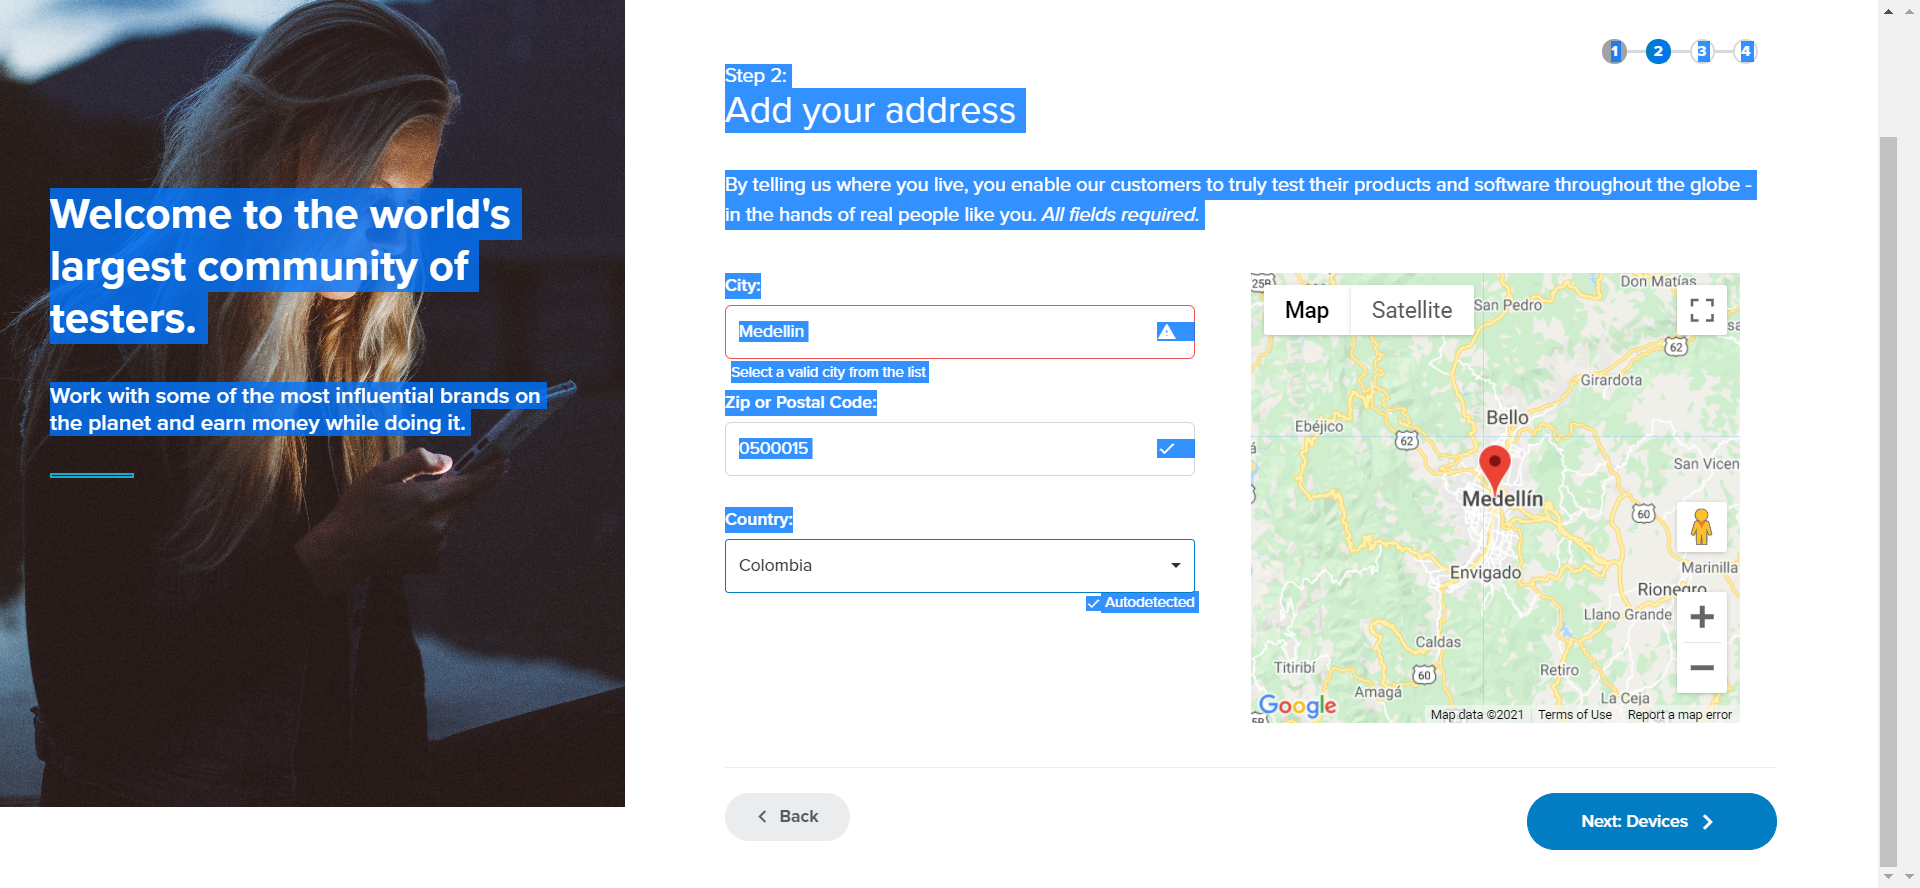 Welcome to the world's
largest community of
testers.
Work with some of the most influential brands on
the planet and earn money while doing it.
1 2 3 4
Step 2:
Add your address
By telling us where you live, you enable our customers to truly test their products and software throughout the globe -
in the hands of real people like you. All fields required.
City:
Medellin
Select a valid city from the list
Zip or Postal Code:
0500015
Country:
Colombia
Autodetected
Map
Satellite
25B
Don Matías
San Pedro
62
Girardota
Bello
Ebéjico
62
San Vicen
Medellín
60
Envigado
Marinilla
Rionegro
Llano Grande
Caldas
Titiribí
60
Retiro
Amagá
La Ceja
Google
Map data ©2021
Terms of Use
Report a map error
Back
Next: Devices